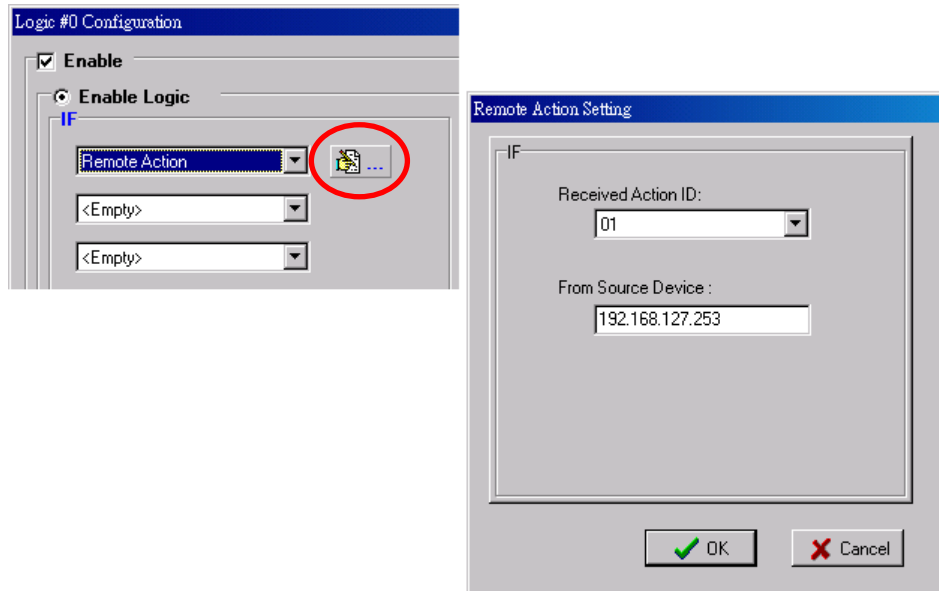 Logic #0 Configuration
Enable
Enable Logic
IF
Remote Action
...
<Empty>
<Empty>
Remote Action Setting
IF
Received Action ID:
01
From Source Device :
192.168.127.253
OK
Cancel